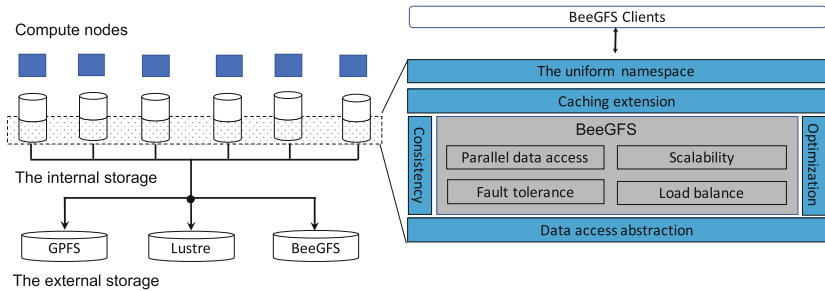 Compute nodes
The internal storage
GPFS
Lustre
BeeGFS
The external storage
BeeGFS Clients
The uniform namespace
Caching extension
Consistency
BeeGFS
Parallel data access
Scalability
Fault tolerance
Load balance
Optimization
Data access abstraction